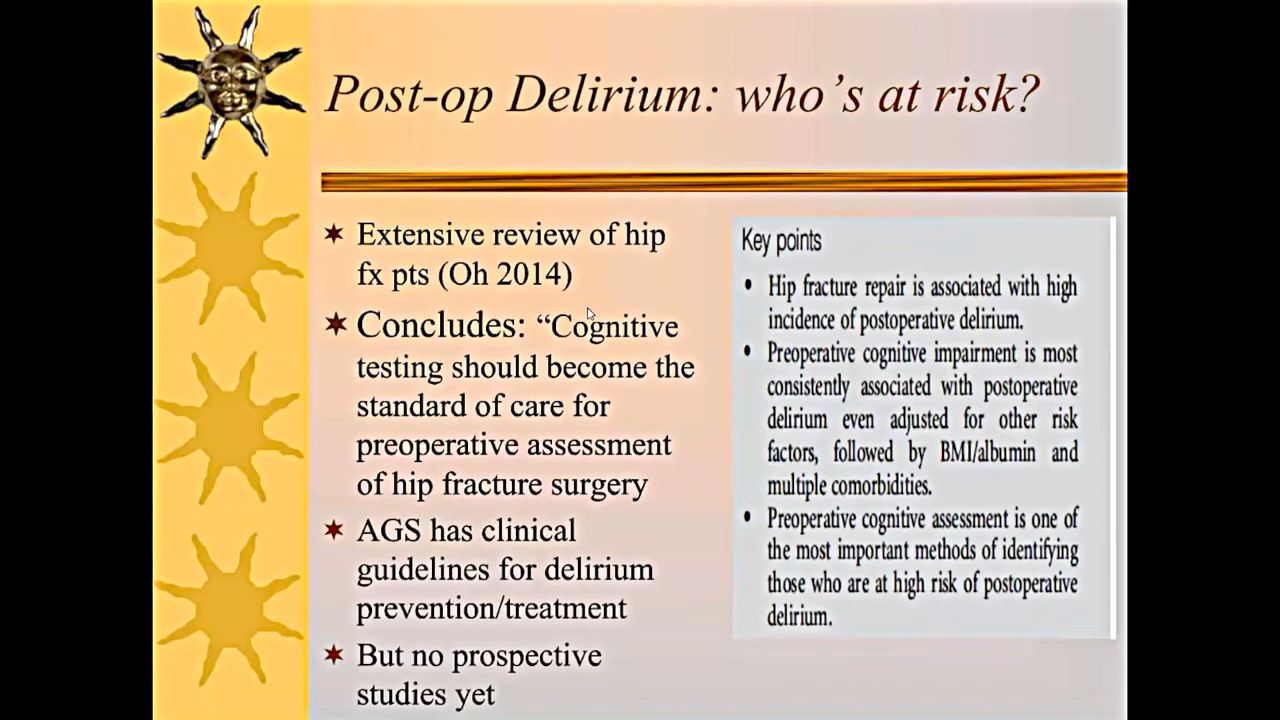 Post-op Delirium: who's at risk?
Extensive review of hip
fx pts (Oh 2014)
Concludes: “Cognitive
testing should become the
standard of care for
preoperative assessment
of hip fracture surgery
AGS has clinical
guidelines for delirium
prevention/treatment
But no prospective
studies yet
Key points
• Hip fracture repair is associated with high
incidence of postoperative delirium.
• Preoperative cognitive impairment is most
consistently associated with postoperative
delirium even adjusted for other risk
factors, followed by BMI/albumin and
multiple comorbidities.
• Preoperative cognitive assessment is one of
the most important methods of identifying
those who are at high risk of postoperative
delirium.